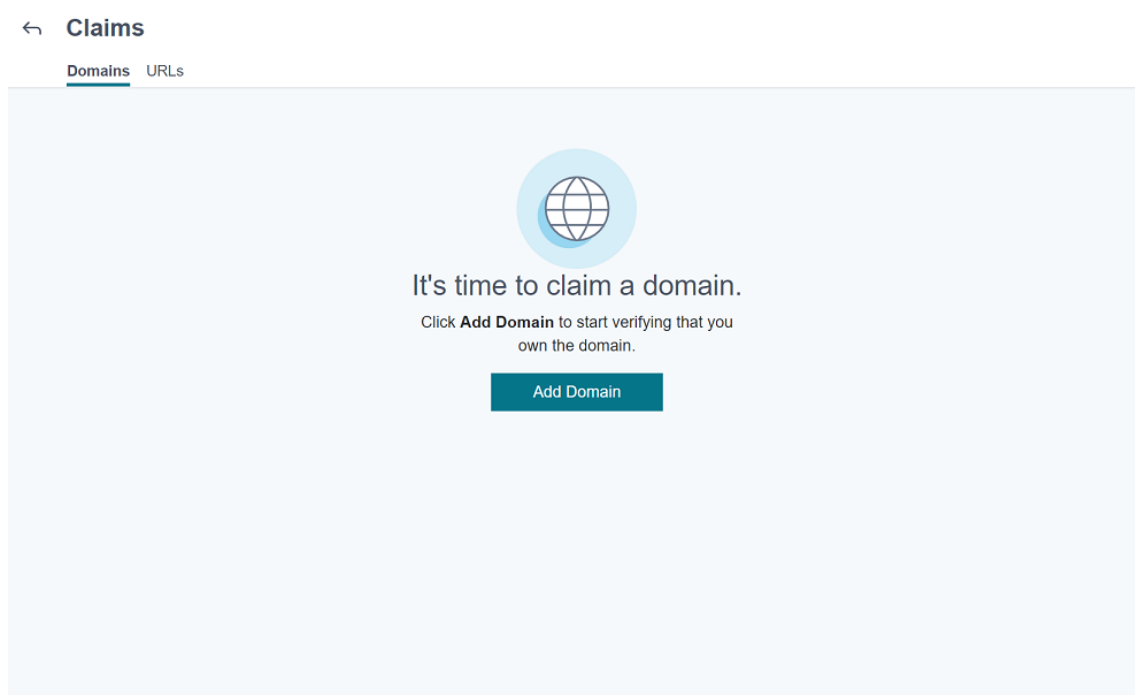 Claims
Domains URLs
It's time to claim a domain.
Click Add Domain to start verifying that you
own the domain.
Add Domain